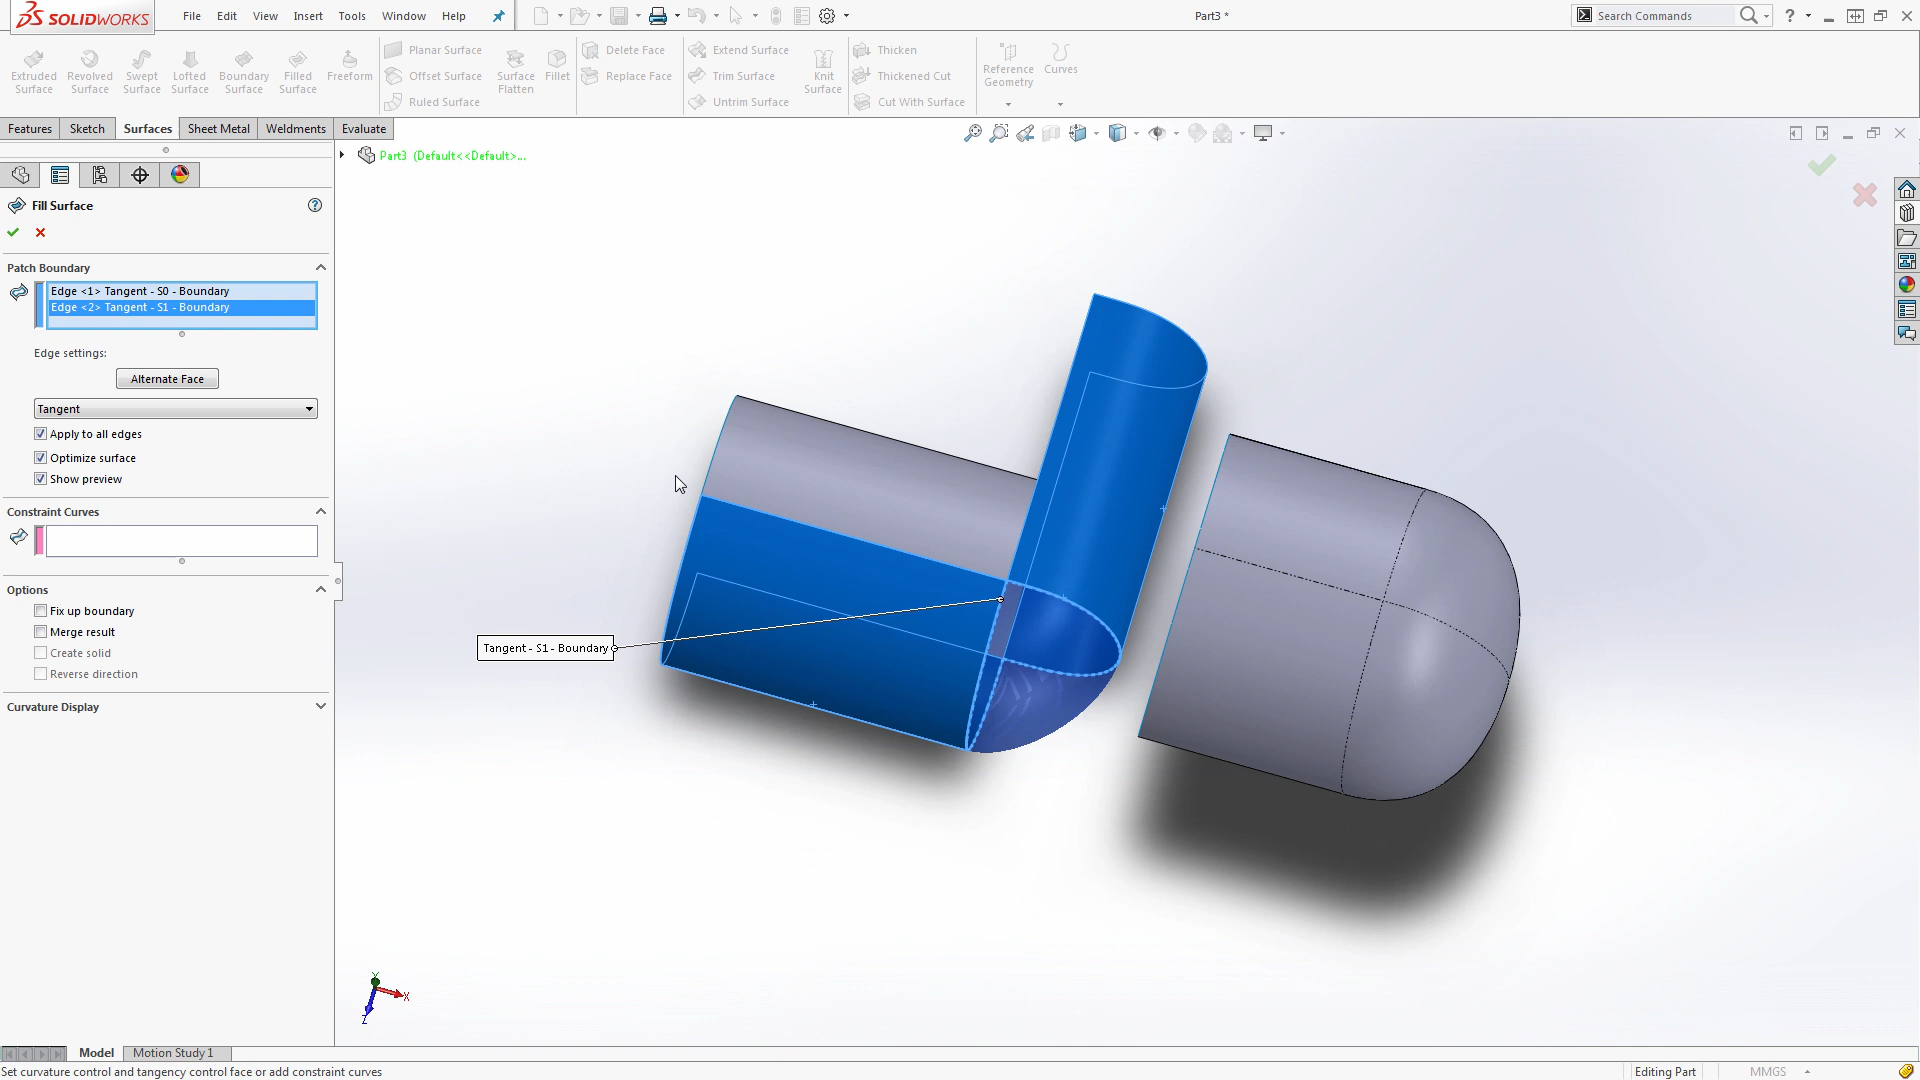 SOLIDWORKS
File Edit View Insert Tools Window Help
Part3 *
Search Commands
Extruded Surface
Revolved Surface
Swept Surface
Lofted Surface
Boundary Surface
Filled Surface
Freeform
Planar Surface
Offset Surface
Ruled Surface
Surface Flatten
Fillet
Delete Face
Replace Face
Extend Surface
Trim Surface
Untrim Surface
Knit Surface
Thicken
Thickened Cut
Cut With Surface
Reference Geometry
Curves
Features Sketch Surfaces Sheet Metal Weldments Evaluate
Part3 (Default<<Default>...
Fill Surface
Patch Boundary
Edge <1> Tangent - S0 - Boundary
Edge <2> Tangent - S1 - Boundary
Edge settings:
Alternate Face
Tangent
Apply to all edges
Optimize surface
Show preview
Constraint Curves
Options
Fix up boundary
Merge result
Create solid
Reverse direction
Curvature Display
Tangent - S1 - Boundary
Y
X
Z
Model Motion Study 1
Set curvature control and tangency control face or add constraint curves
Editing Part
MMGS